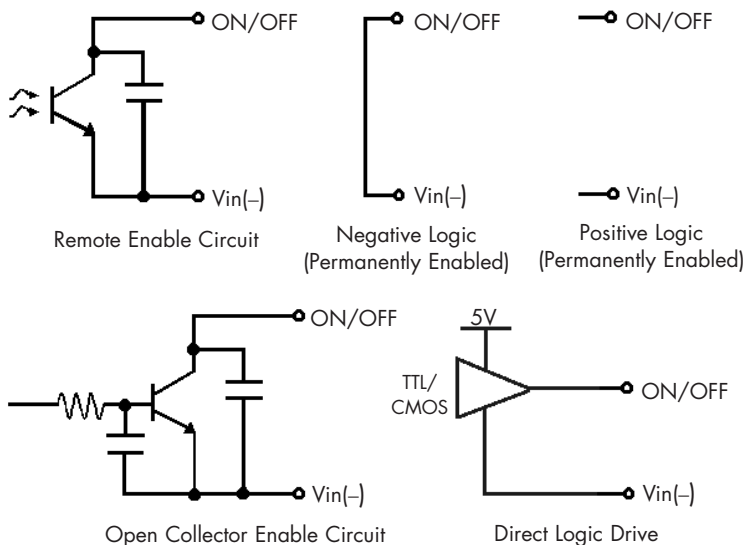 ON/OFF
Vin(–)
Remote Enable Circuit
ON/OFF
Vin(–)
Negative Logic
(Permanently Enabled)
ON/OFF
Vin(–)
Positive Logic
(Permanently Enabled)
ON/OFF
Vin(–)
Open Collector Enable Circuit
5V
TTL/
CMOS
ON/OFF
Vin(–)
Direct Logic Drive